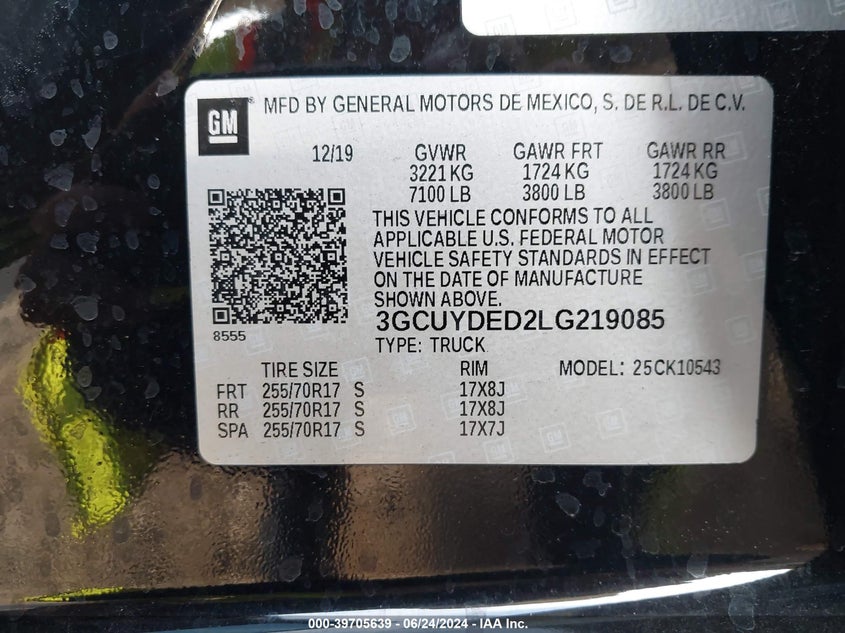 GM
MFD BY GENERAL MOTORS DE MEXICO, S. DE R.L. DE C.V.
12/19 GVWR GAWR FRT GAWR RR
3221 KG 1724 KG 1724 KG
7100 LB 3800 LB 3800 LB
THIS VEHICLE CONFORMS TO ALL
APPLICABLE U.S. FEDERAL MOTOR
VEHICLE SAFETY STANDARDS IN EFFECT
ON THE DATE OF MANUFACTURE
SHOWN ABOVE.
3GCUYDED2LG219085
8555
TYPE: TRUCK
TIRE SIZE RIM MODEL: 25CK10543
FRT 255/70R17 S 17X8J
RR 255/70R17 S 17X8J
SPA 255/70R17 S 17X7J
000-39705639 - 06/24/2024 - IAA Inc.